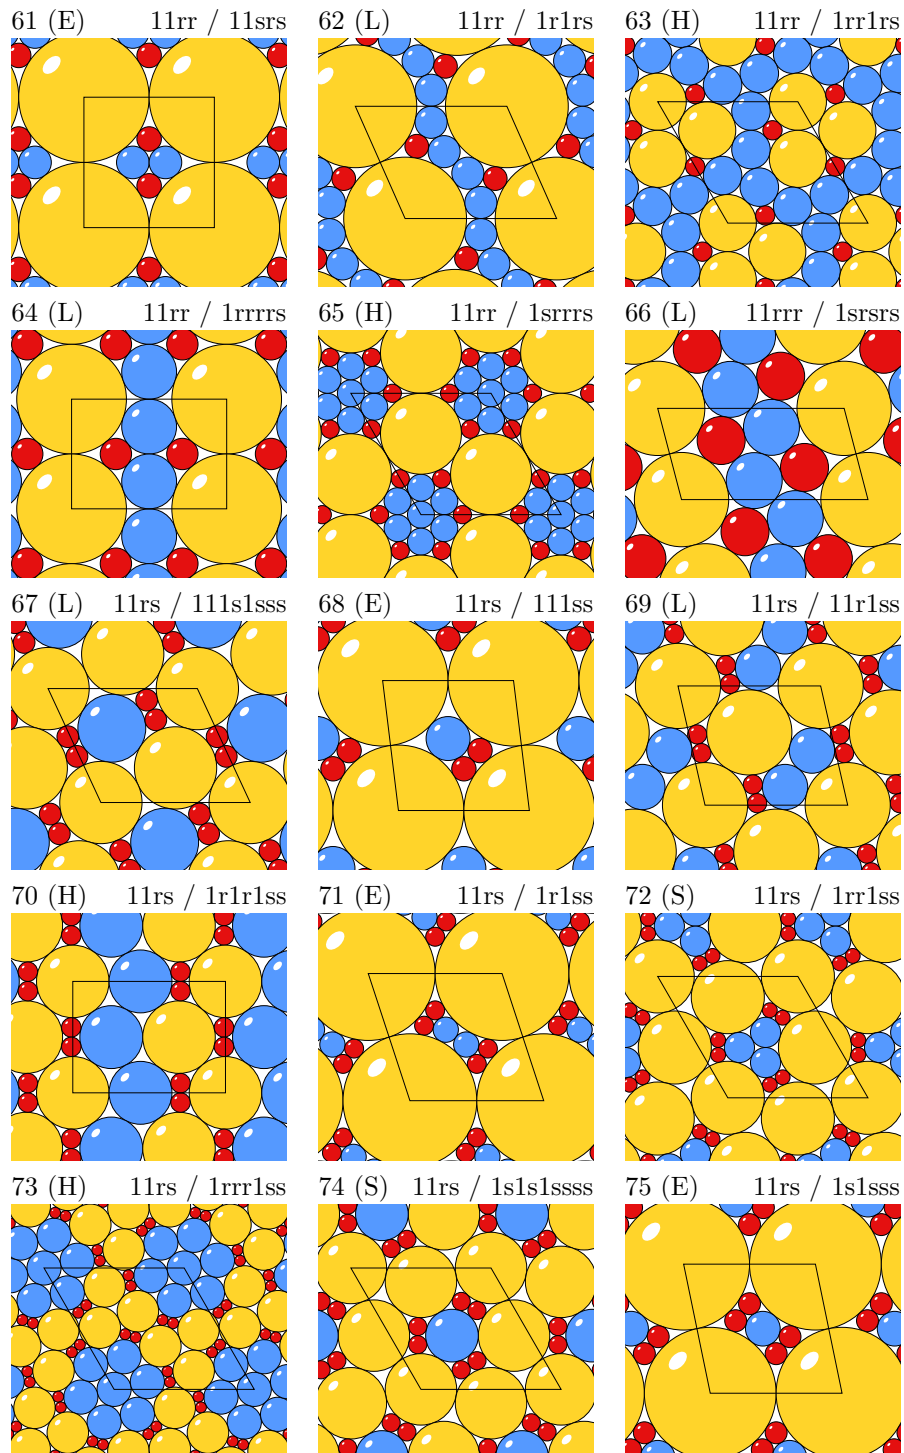 61 (E) 11rr / 11srs
62 (L) 11rr / 1r1rs
63 (H) 11rr / 1rr1rs
64 (L) 11rr / 1rrrrs
65 (H) 11rr / 1srrrs
66 (L) 11rrr / 1srsrs
67 (L) 11rs / 111s1sss
68 (E) 11rs / 111ss
69 (L) 11rs / 11r1ss
70 (H) 11rs / 1r1r1ss
71 (E) 11rs / 1r1ss
72 (S) 11rs / 1rr1ss
73 (H) 11rs / 1rrr1ss
74 (S) 11rs / 1s1s1ssss
75 (E) 11rs / 1s1sss